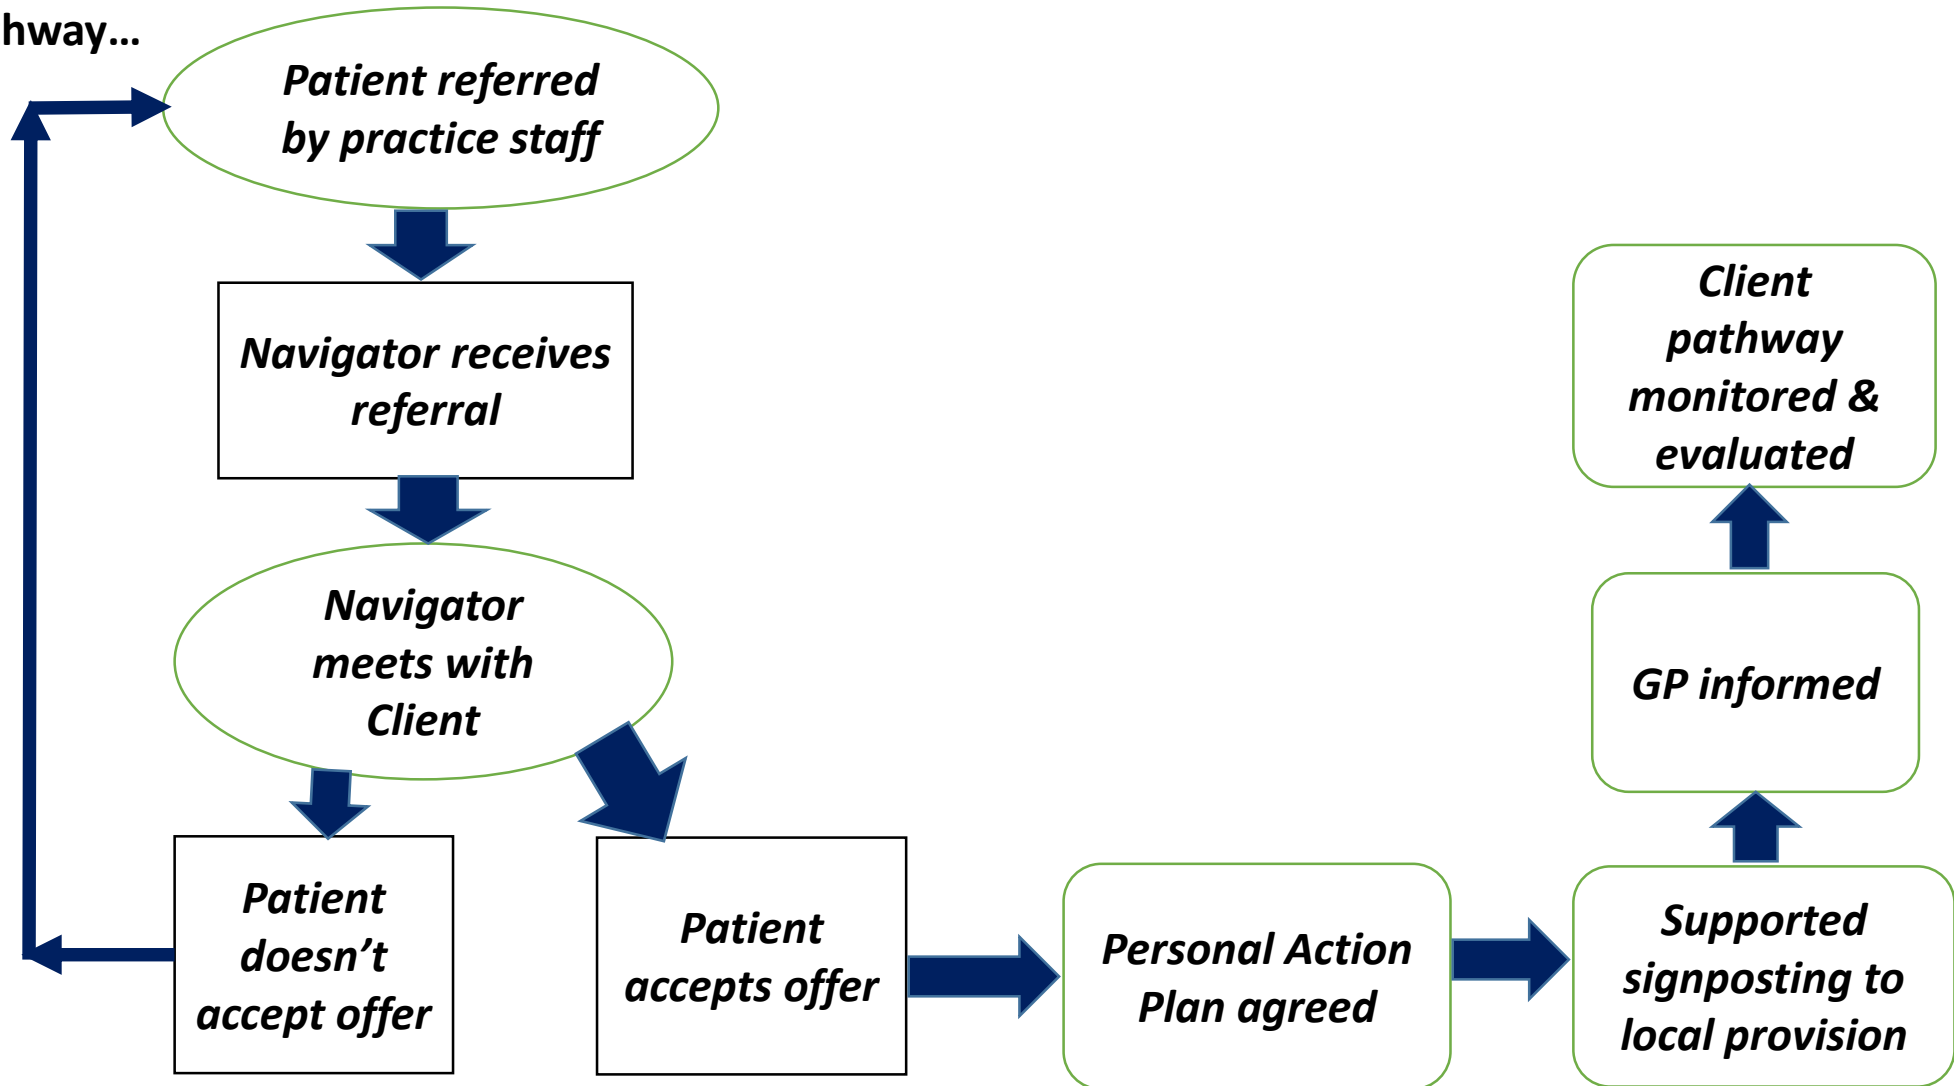 hway...
Patient referred
by practice staff
Navigator receives
referral
Navigator
meets with
Client
Patient
doesn’t
accept offer
Patient
accepts offer
Personal Action
Plan agreed
Supported
signposting to
local provision
GP informed
Client
pathway
monitored &
evaluated